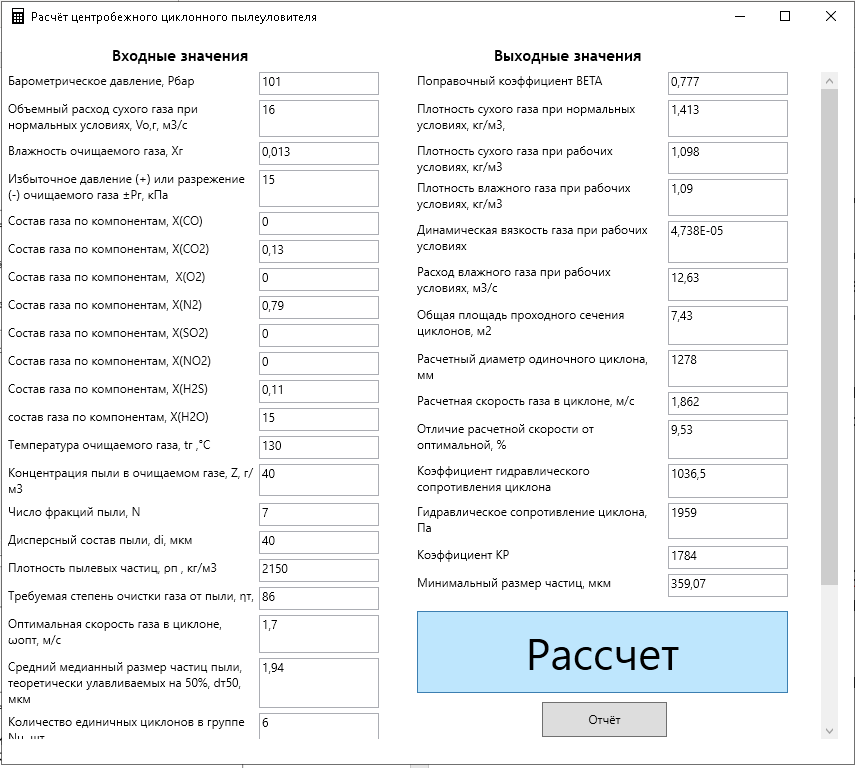 Расчёт центробежного циклонного пылеуловителя
Входные значения
Барометрическое давление, Рбар
101
Объемный расход сухого газа при
нормальных условиях, Vo,г, м3/с
16
Влажность очищаемого газа, Хг
0,013
Избыточное давление (+) или разрежение
(-) очищаемого газа ±Рг, кПа
15
Состав газа по компонентам, X(CO)
0
Состав газа по компонентам, X(CO2)
0,13
Состав газа по компонентам,  X(O2)
0
Состав газа по компонентам, X(N2)
0,79
Состав газа по компонентам, X(SO2)
0
Состав газа по компонентам, X(NO2)
0
Состав газа по компонентам, X(H2S)
0,11
состав газа по компонентам, X(H2O)
15
Температура очищаемого газа, tг ,°C
130
Концентрация пыли в очищаемом газе, Z, г/
м3
40
Число фракций пыли, N
7
Дисперсный состав пыли, di, мкм
40
Плотность пылевых частиц, ρп , кг/м3
2150
Требуемая степень очистки газа от пыли, ηт,
86
Оптимальная скорость газа в циклоне,
ωопт, м/с
1,7
Средний медианный размер частиц пыли,
теоретически улавливаемых на 50%, dт50,
мкм
1,94
Количество единичных циклонов в группе
Nц, шт
6
Выходные значения
Поправочный коэффициент BETA
0,777
Плотность сухого газа при нормальных
условиях, кг/м3,
1,413
Плотность сухого газа при рабочих
условиях, кг/м3
1,098
Плотность влажного газа при рабочих
условиях, кг/м3
1,09
Динамическая вязкость газа при рабочих
условиях
4,738E-05
Расход влажного газа при рабочих
условиях, м3/с
12,63
Общая площадь проходного сечения
циклонов, м2
7,43
Расчетный диаметр одиночного циклона,
мм
1278
Расчетная скорость газа в циклоне, м/с
1,862
Отличие расчетной скорости от
оптимальной, %
9,53
Коэффициент гидравлического
сопротивления циклона
1036,5
Гидравлическое сопротивление циклона,
Па
1959
Коэффициент КР
1784
Минимальный размер частиц, мкм
359,07
Рассчет
Отчёт